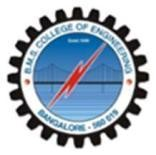 B.M.S. COLLEGE OF ENGINEERING
BANGALORE - 560 019